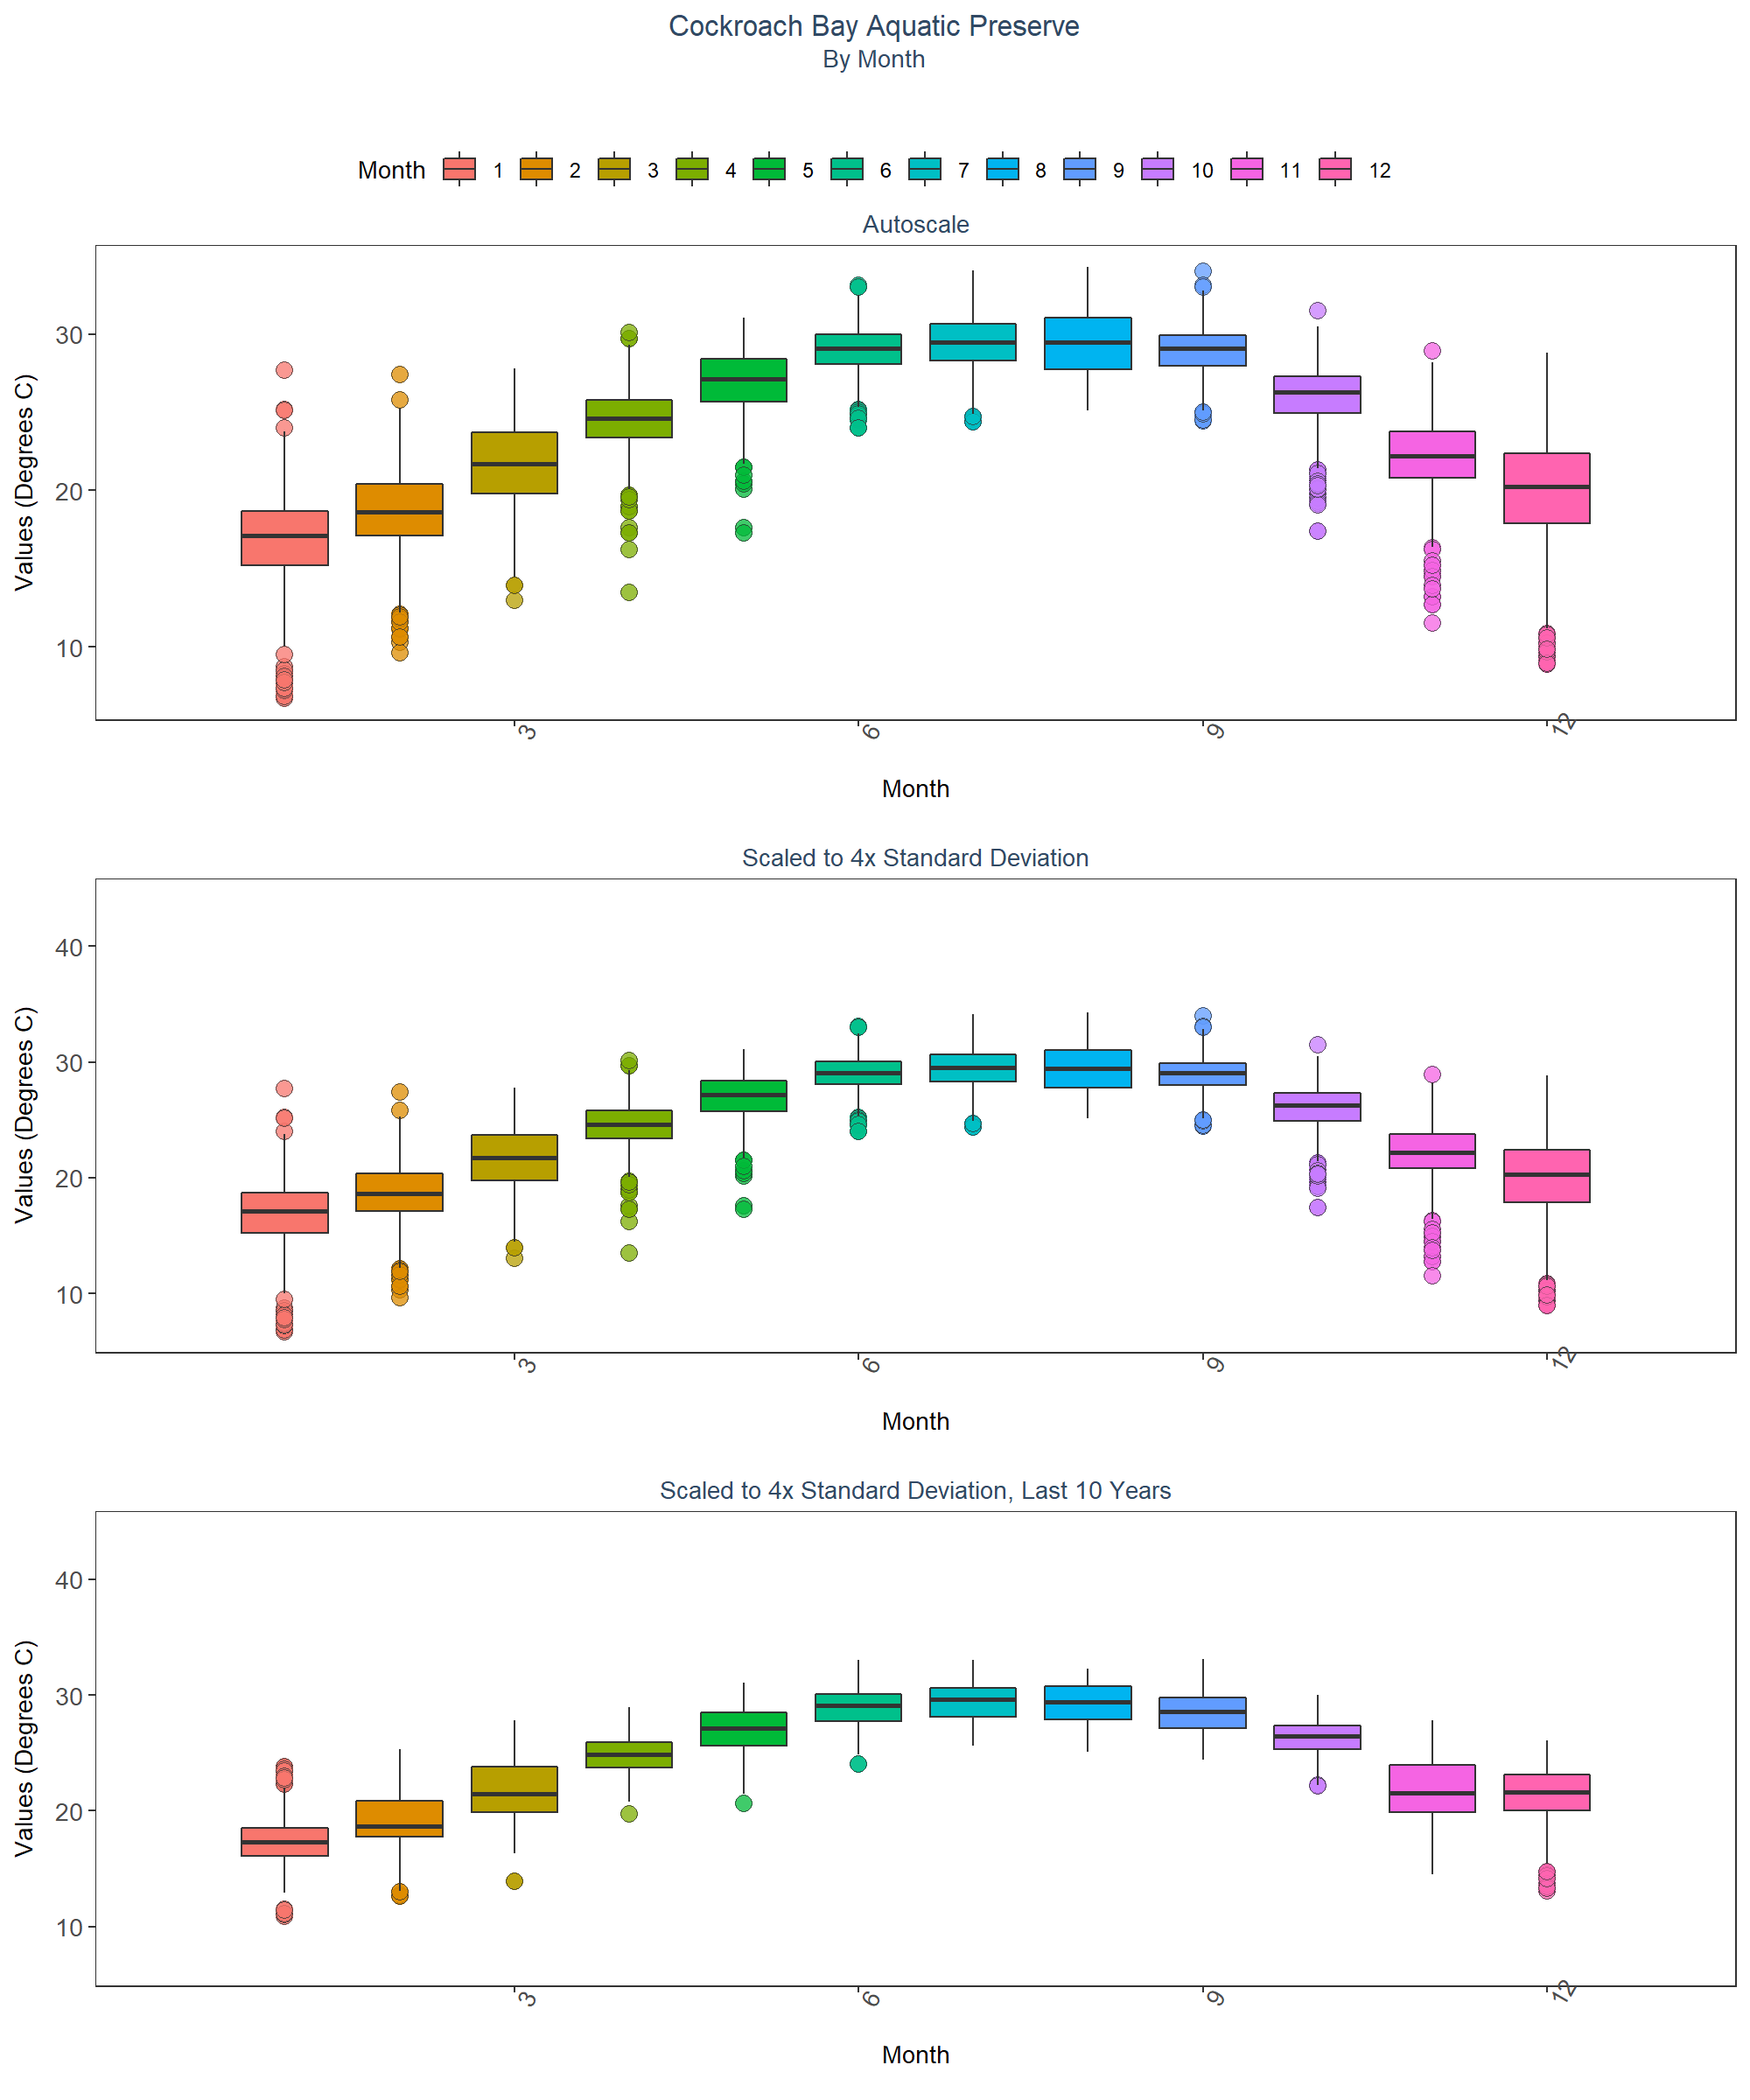 Cockroach Bay Aquatic Preserve
By Month
Month 1 2 3 4 5 6 7 8 9 10 11 12
Autoscale
Values (Degrees C)
30
20
10
3 6 9 12
Month
Scaled to 4x Standard Deviation
Values (Degrees C)
40
30
20
10
3 6 9 12
Month
Scaled to 4x Standard Deviation, Last 10 Years
Values (Degrees C)
40
30
20
10
3 6 9 12
Month